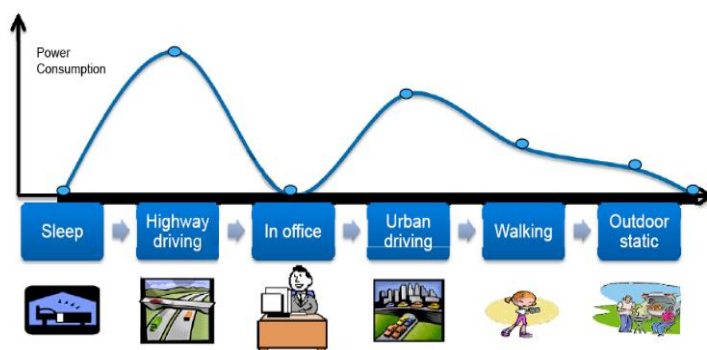 Power
Consumption
Sleep
Highway
driving
In office
Urban
driving
Walking
Outdoor
static